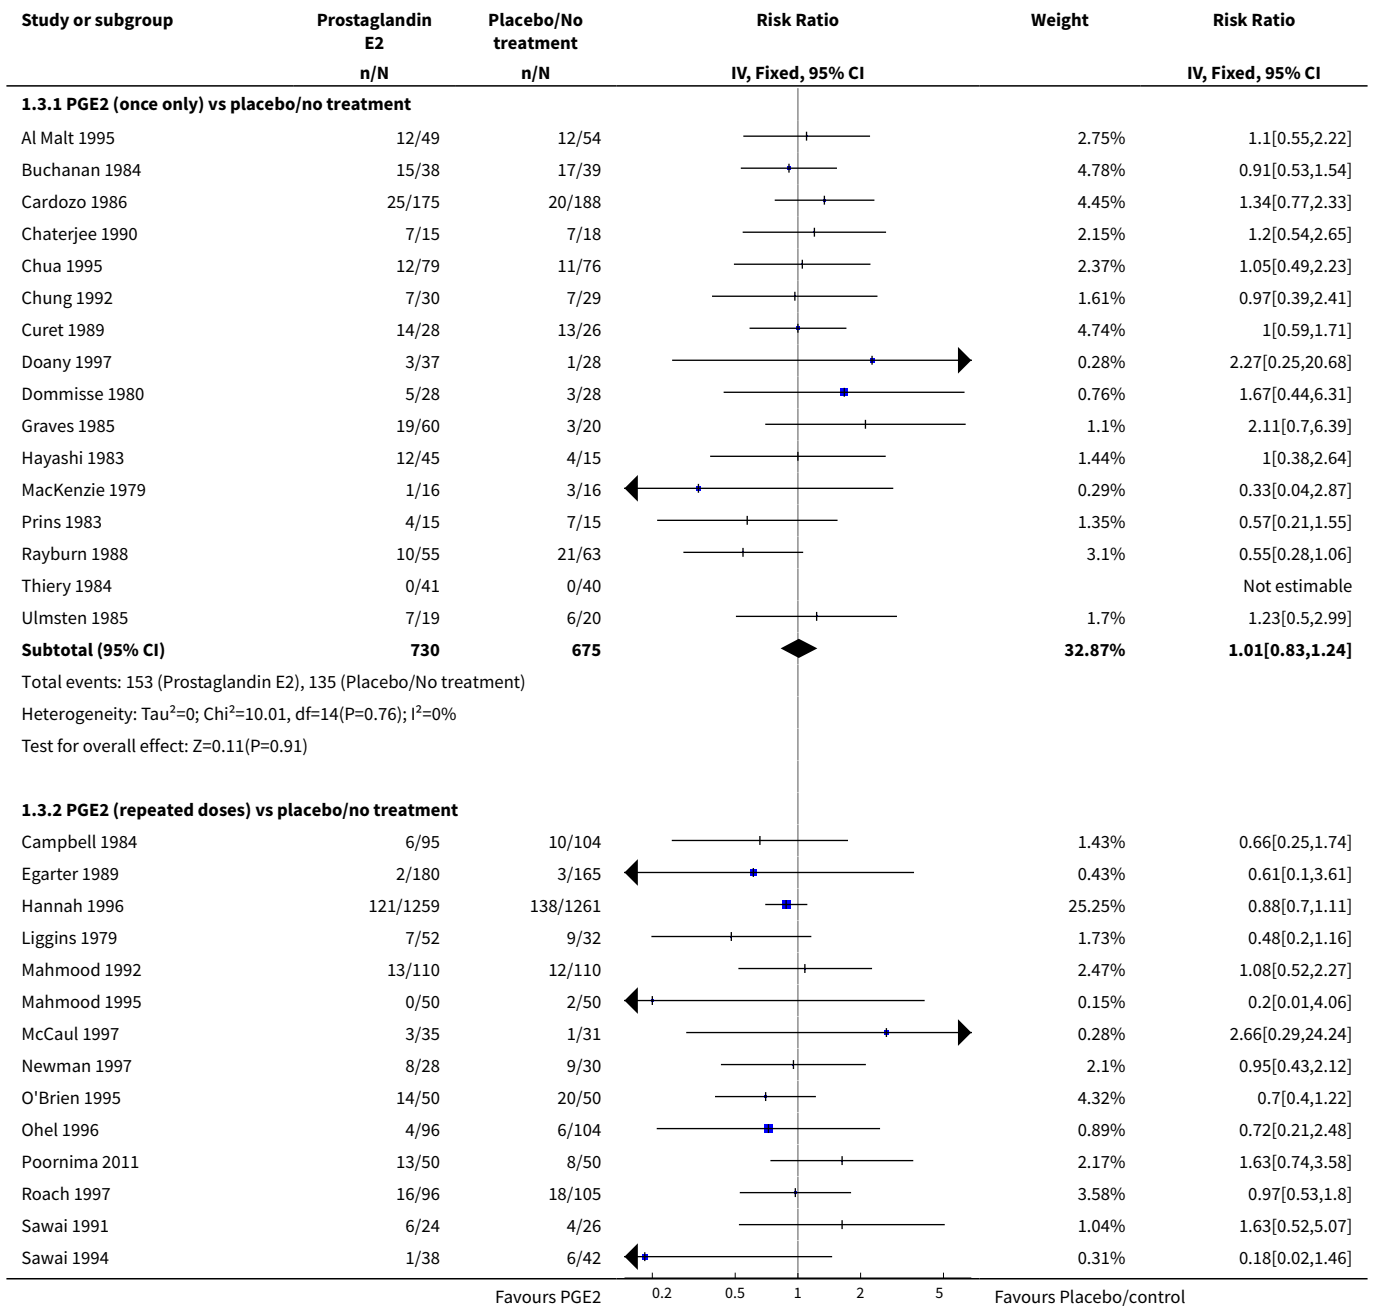 Study or subgroup Prostaglandin E2 Placebo/No treatment Risk Ratio Weight Risk Ratio
n/N n/N IV, Fixed, 95% CI IV, Fixed, 95% CI
1.3.1 PGE2 (once only) vs placebo/no treatment
Al Malt 1995 12/49 12/54 2.75% 1.1[0.55,2.22]
Buchanan 1984 15/38 17/39 4.78% 0.91[0.53,1.54]
Cardozo 1986 25/175 20/188 4.45% 1.34[0.77,2.33]
Chaterjee 1990 7/15 7/18 2.15% 1.2[0.54,2.65]
Chua 1995 12/79 11/76 2.37% 1.05[0.49,2.23]
Chung 1992 7/30 7/29 1.61% 0.97[0.39,2.41]
Curet 1989 14/28 13/26 4.74% 1[0.59,1.71]
Doany 1997 3/37 1/28 0.28% 2.27[0.25,20.68]
Dommisse 1980 5/28 3/28 0.76% 1.67[0.44,6.31]
Graves 1985 19/60 3/20 1.1% 2.11[0.7,6.39]
Hayashi 1983 12/45 4/15 1.44% 1[0.38,2.64]
MacKenzie 1979 1/16 3/16 0.29% 0.33[0.04,2.87]
Prins 1983 4/15 7/15 1.35% 0.57[0.21,1.55]
Rayburn 1988 10/55 21/63 3.1% 0.55[0.28,1.06]
Thiery 1984 0/41 0/40 Not estimable
Ulmsten 1985 7/19 6/20 1.7% 1.23[0.5,2.99]
Subtotal (95% CI) 730 675 32.87% 1.01[0.83,1.24]
Total events: 153 (Prostaglandin E2), 135 (Placebo/No treatment)
Heterogeneity: Tau²=0; Chi²=10.01, df=14(P=0.76); I²=0%
Test for overall effect: Z=0.11(P=0.91)
1.3.2 PGE2 (repeated doses) vs placebo/no treatment
Campbell 1984 6/95 10/104 1.43% 0.66[0.25,1.74]
Egarter 1989 2/180 3/165 0.43% 0.61[0.1,3.61]
Hannah 1996 121/1259 138/1261 25.25% 0.88[0.7,1.11]
Liggins 1979 7/52 9/32 1.73% 0.48[0.2,1.16]
Mahmood 1992 13/110 12/110 2.47% 1.08[0.52,2.27]
Mahmood 1995 0/50 2/50 0.15% 0.2[0.01,4.06]
McCaul 1997 3/35 1/31 0.28% 2.66[0.29,24.24]
Newman 1997 8/28 9/30 2.1% 0.95[0.43,2.12]
O'Brien 1995 14/50 20/50 4.32% 0.7[0.4,1.22]
Ohel 1996 4/96 6/104 0.89% 0.72[0.21,2.48]
Poornima 2011 13/50 8/50 2.17% 1.63[0.74,3.58]
Roach 1997 16/96 18/105 3.58% 0.97[0.53,1.8]
Sawai 1991 6/24 4/26 1.04% 1.63[0.52,5.07]
Sawai 1994 1/38 6/42 0.31% 0.18[0.02,1.46]
Favours PGE2 0.2 0.5 1 2 5 Favours Placebo/control